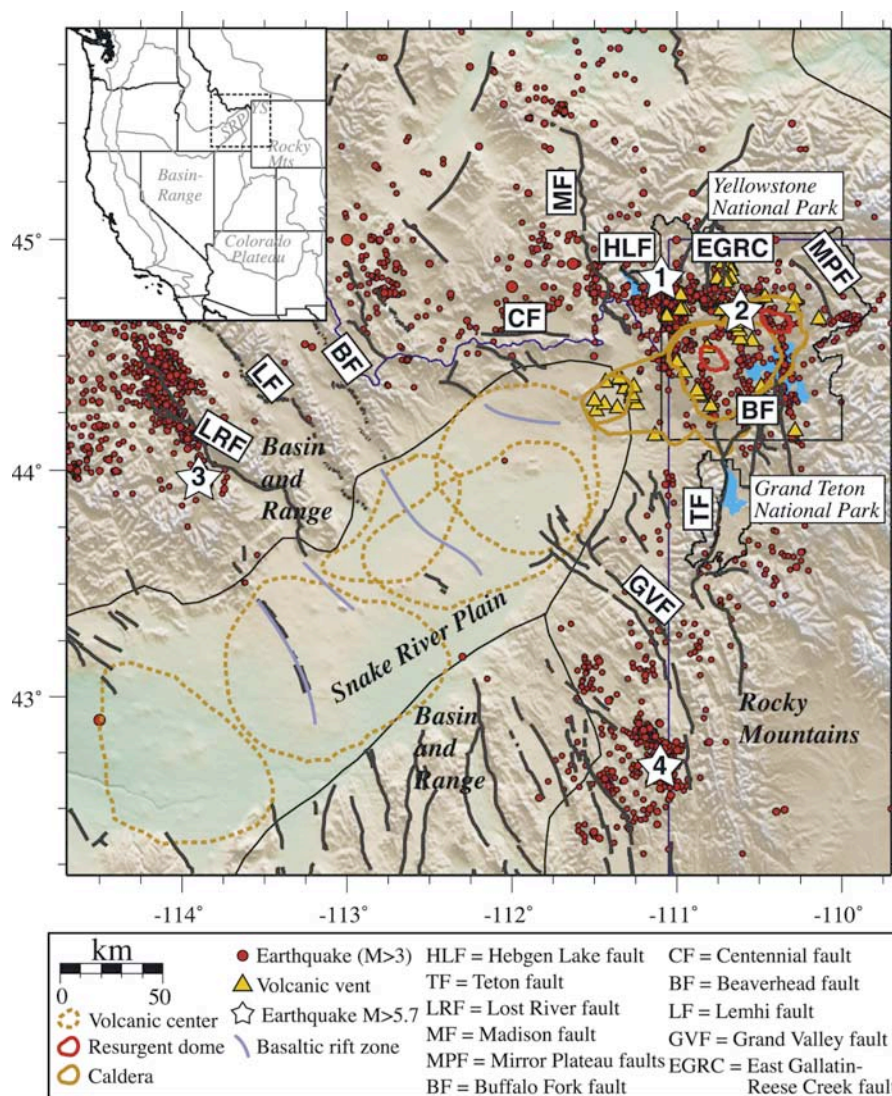 SRP
YS
Rocky
Mts
Basin-
Range
Colorado
Plateau
Yellowstone
National Park
MF
45°
HLF
EGRC
MPF
1
2
CF
BF
LF
BF
LRF
44°
Basin
and
Range
3
TF
Grand Teton
National Park
GVF
Snake River Plain
43°
Basin
and
Range
Rocky
Mountains
4
-114°
-113°
-112°
-111°
-110°
km
0
50
Volcanic center
Resurgent dome
Caldera
Earthquake (M>3)
Volcanic vent
Earthquake M>5.7
Basaltic rift zone
HLF = Hebgen Lake fault
TF = Teton fault
LRF = Lost River fault
MF = Madison fault
MPF = Mirror Plateau faults
BF = Buffalo Fork fault
CF = Centennial fault
BF = Beaverhead fault
LF = Lemhi fault
GVF = Grand Valley fault
EGRC = East Gallatin-
Reese Creek faul